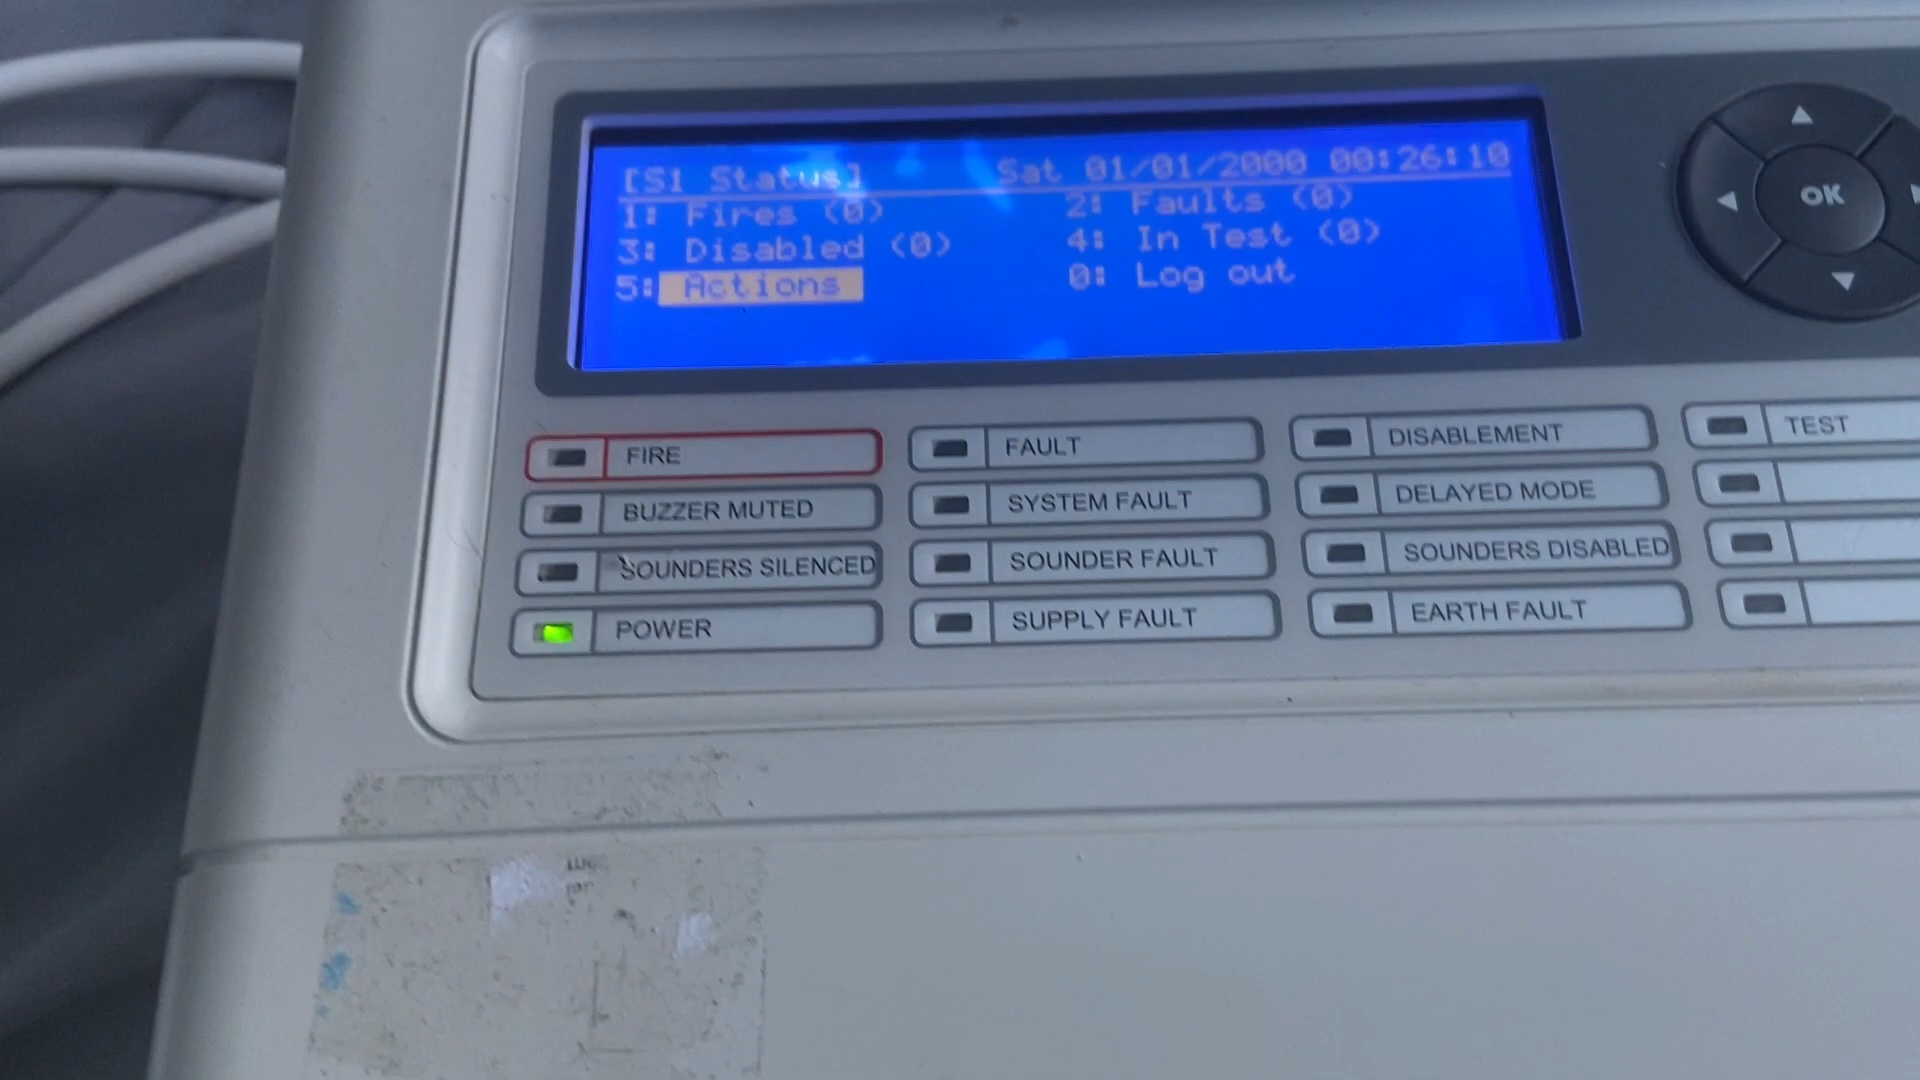 [S1 Status] Sat 01/01/2000 00:26:10
1: Fires (0) 2: Faults (0)
3: Disabled (0) 4: In Test (0)
5: Actions 0: Log out
OK
FIRE FAULT DISABLEMENT TEST
BUZZER MUTED SYSTEM FAULT DELAYED MODE
SOUNDERS SILENCED SOUNDER FAULT SOUNDERS DISABLED
POWER SUPPLY FAULT EARTH FAULT